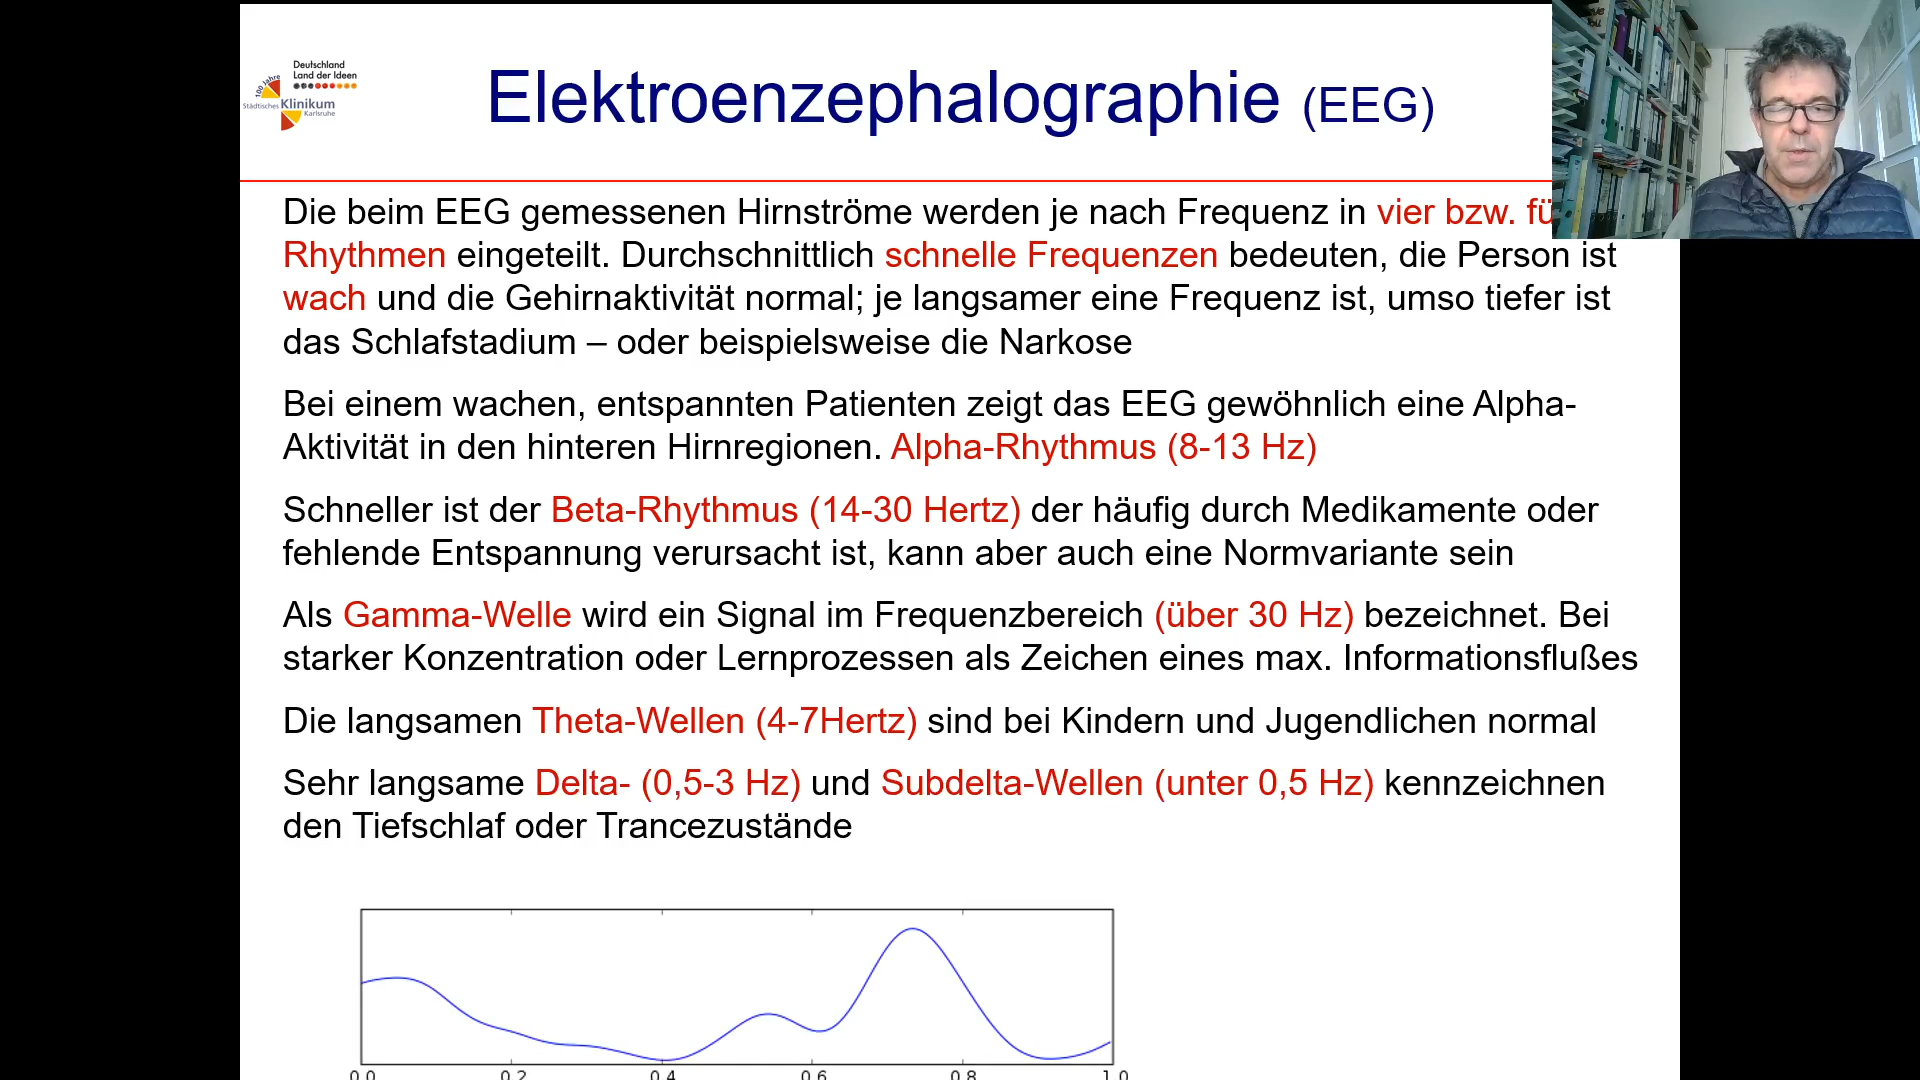 Deutschland
Land der Ideen
100 Jahre
Städtisches Klinikum
Karlsruhe
Elektroenzephalographie (EEG)
Die beim EEG gemessenen Hirnströme werden je nach Frequenz in vier bzw. fü
Rhythmen eingeteilt. Durchschnittlich schnelle Frequenzen bedeuten, die Person ist
wach und die Gehirnaktivität normal; je langsamer eine Frequenz ist, umso tiefer ist
das Schlafstadium – oder beispielsweise die Narkose
Bei einem wachen, entspannten Patienten zeigt das EEG gewöhnlich eine Alpha-
Aktivität in den hinteren Hirnregionen. Alpha-Rhythmus (8-13 Hz)
Schneller ist der Beta-Rhythmus (14-30 Hertz) der häufig durch Medikamente oder
fehlende Entspannung verursacht ist, kann aber auch eine Normvariante sein
Als Gamma-Welle wird ein Signal im Frequenzbereich (über 30 Hz) bezeichnet. Bei
starker Konzentration oder Lernprozessen als Zeichen eines max. Informationsflußes
Die langsamen Theta-Wellen (4-7Hertz) sind bei Kindern und Jugendlichen normal
Sehr langsame Delta- (0,5-3 Hz) und Subdelta-Wellen (unter 0,5 Hz) kennzeichnen
den Tiefschlaf oder Trancezustände
0.0 0.2 0.4 0.6 0.8 1.0